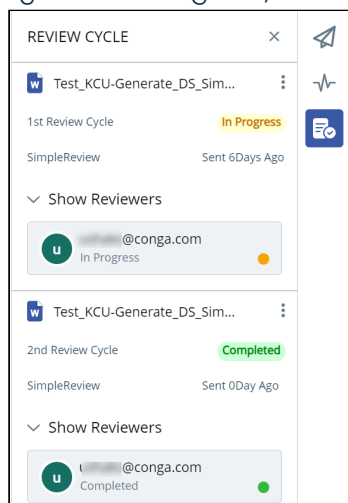 REVIEW CYCLE
Test_KCU-Generate_DS_Sim...
1st Review Cycle In Progress
SimpleReview Sent 6Days Ago
Show Reviewers
u @conga.com
In Progress
Test_KCU-Generate_DS_Sim...
2nd Review Cycle Completed
SimpleReview Sent 0Day Ago
Show Reviewers
u @conga.com
Completed